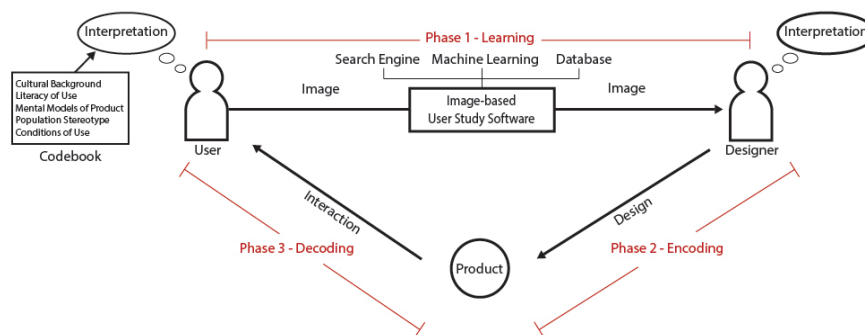 Interpretation
Phase 1 - Learning
Interpretation
Search Engine
Machine Learning
Database
Cultural Background
Literacy of Use
Mental Models of Product
Population Stereotype
Conditions of Use
Codebook
Image
Image-based
User Study Software
Image
User
Designer
Interaction
Design
Phase 3 - Decoding
Product
Phase 2 - Encoding